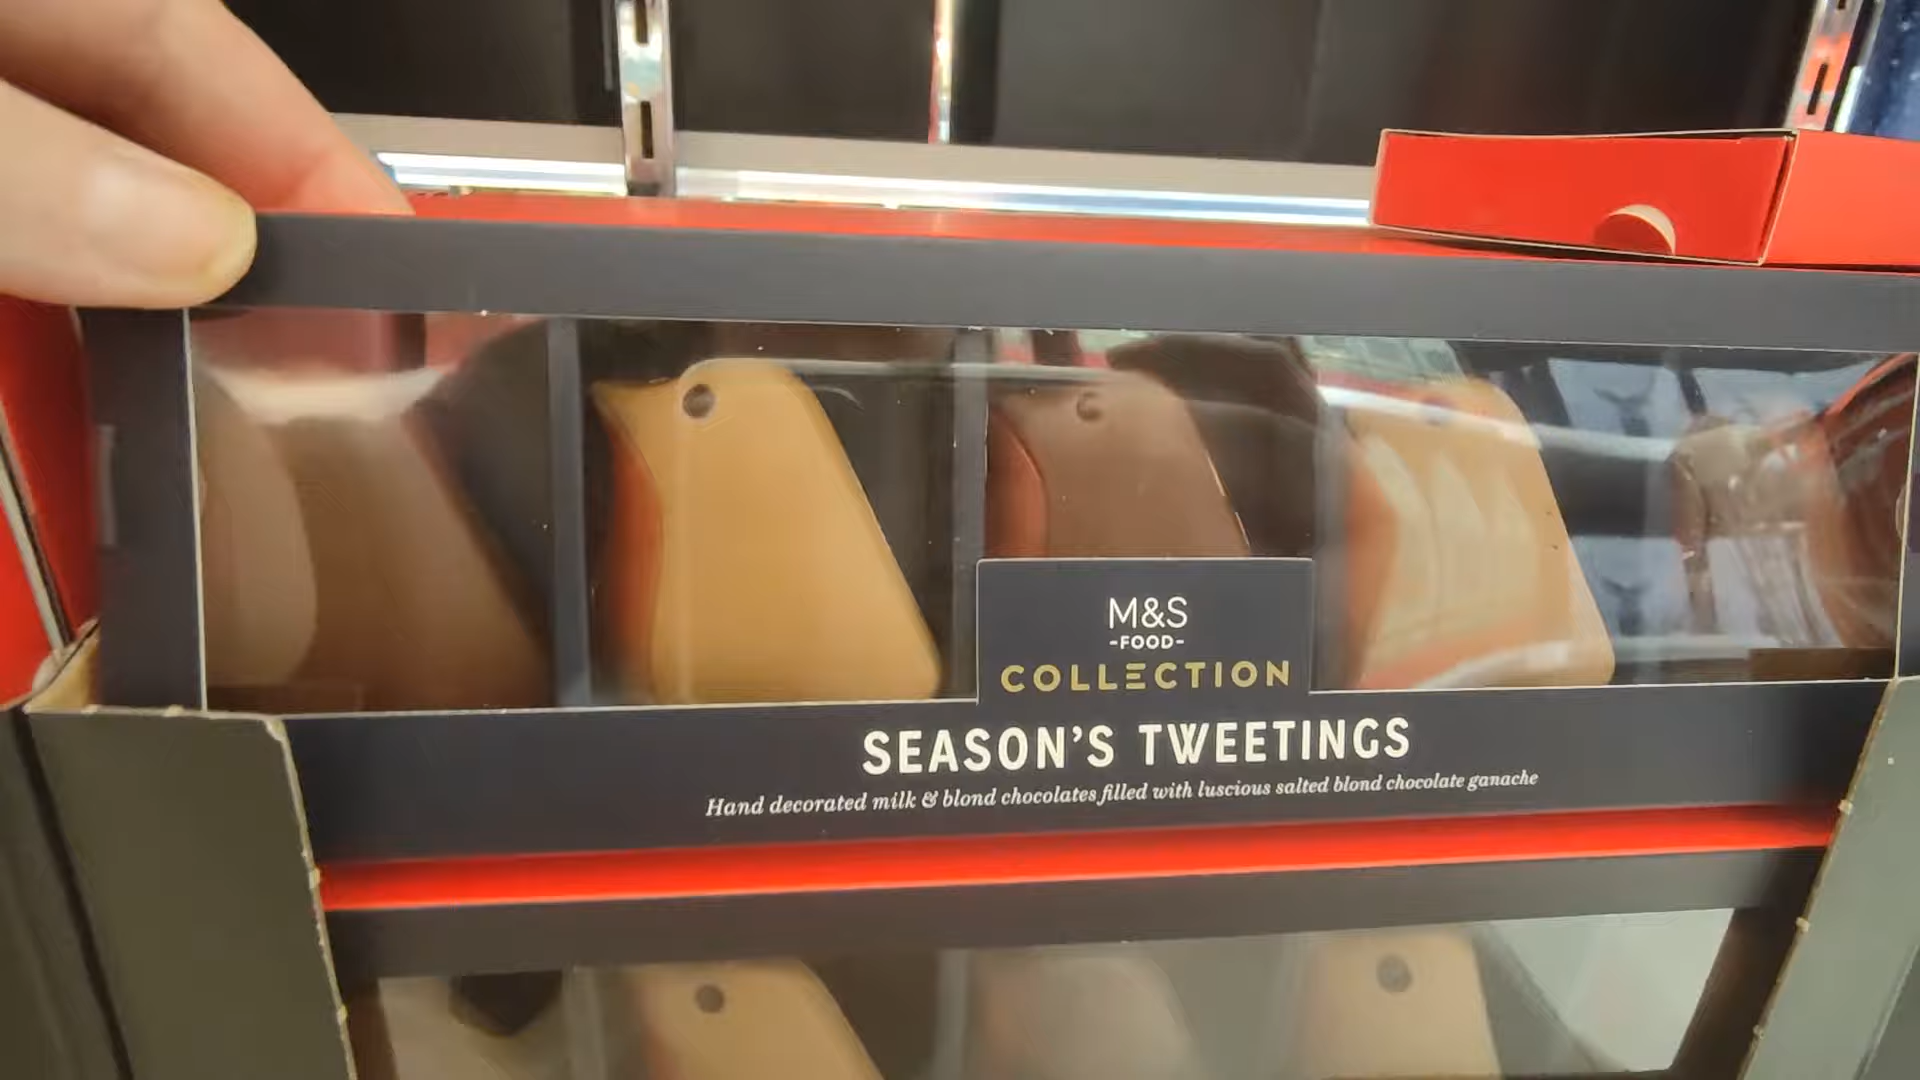 M&S
-FOOD-
COLLECTION
SEASON'S TWEETINGS
Hand decorated milk & blond chocolates filled with luscious salted blond chocolate ganache